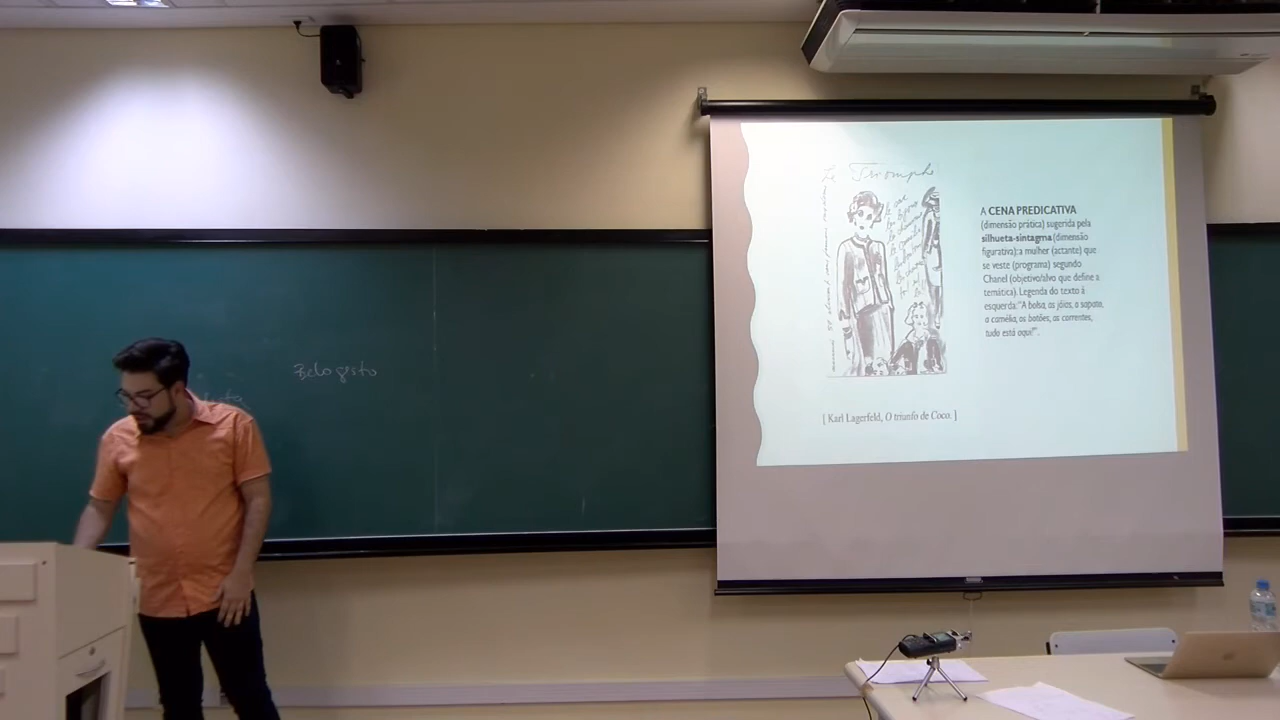 Belo gesto
Le Triomphe
A CENA PREDICATIVA
(dimensão prática) sugerida pela
silhueta-sintagma (dimensão
figurativa): a mulher (actante) que
se veste (programa) segundo
Chanel (objetivo/alvo que define a
temática). Legenda do texto à
esquerda: "A bolsa, as jóias, o sapato,
a camélia, os botões, as correntes,
tudo está aqui!".
[ Karl Lagerfeld, O triunfo de Coco. ]